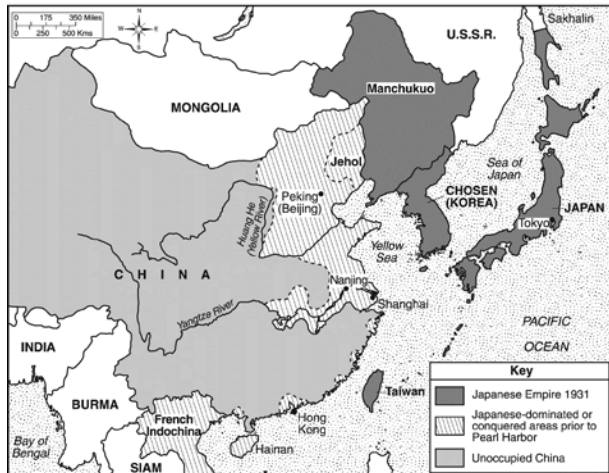 0 175 350 Miles
0 250 500 Kms
N
W E
S
Sakhalin
U.S.S.R.
MONGOLIA
Manchukuo
Jehol
Sea of
Japan
Peking
(Beijing)
CHOSEN
(KOREA)
JAPAN
Tokyo
Huang He
(Yellow River)
Yellow
Sea
CHINA
Nanjing
Shanghai
Yangtze River
PACIFIC
OCEAN
INDIA
BURMA
Taiwan
French
Indochina
Hong
Kong
Bay of
Bengal
SIAM
Hainan
Key
Japanese Empire 1931
Japanese-dominated or
conquered areas prior to
Pearl Harbor
Unoccupied China